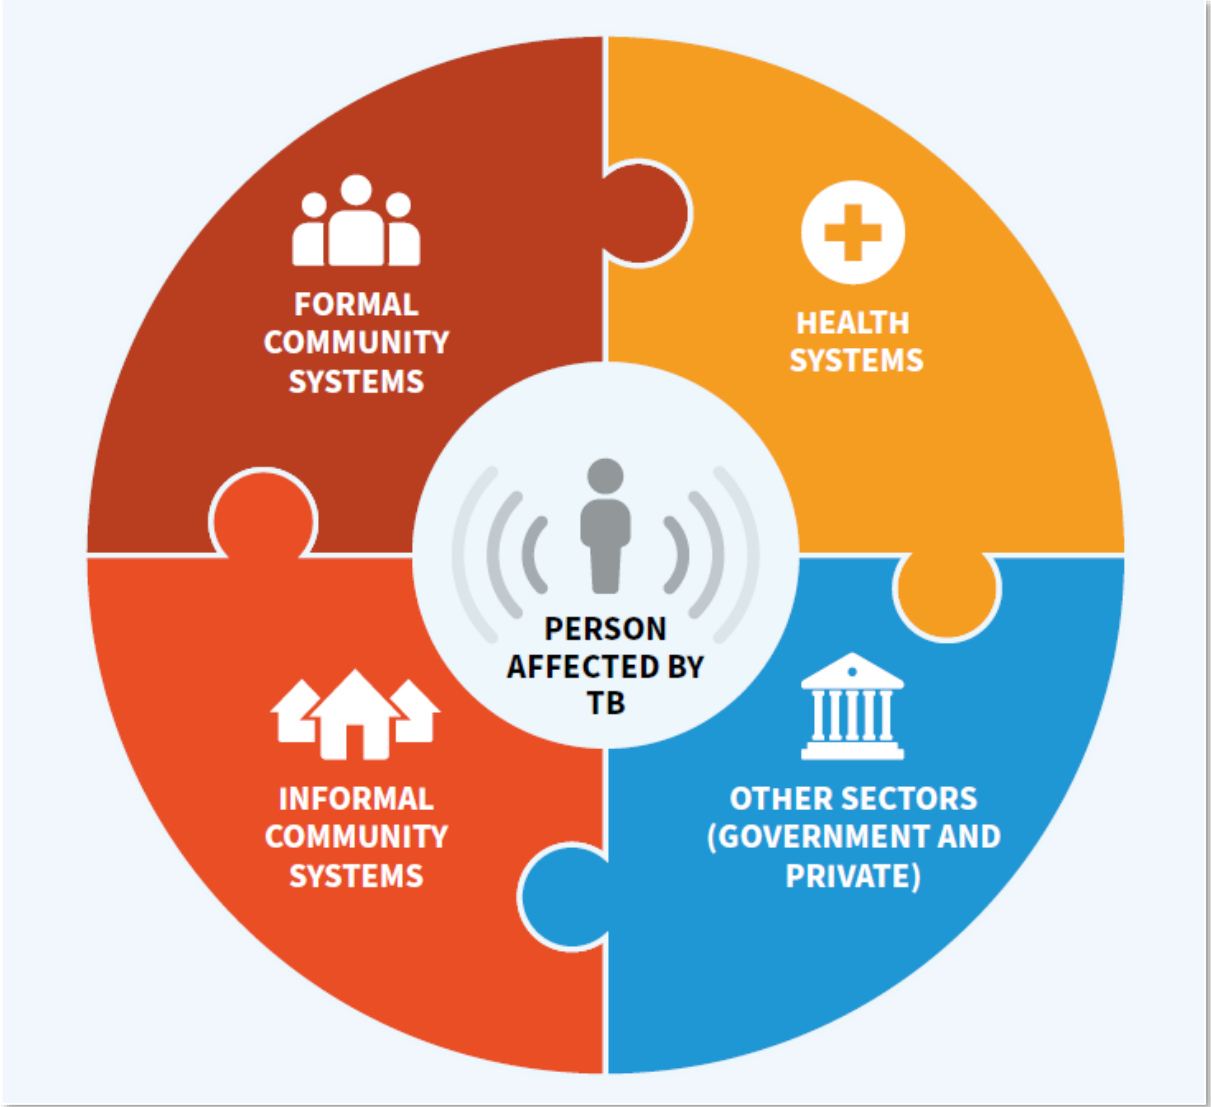 FORMAL
COMMUNITY
SYSTEMS
HEALTH
SYSTEMS
PERSON
AFFECTED BY
TB
INFORMAL
COMMUNITY
SYSTEMS
OTHER SECTORS
(GOVERNMENT AND
PRIVATE)